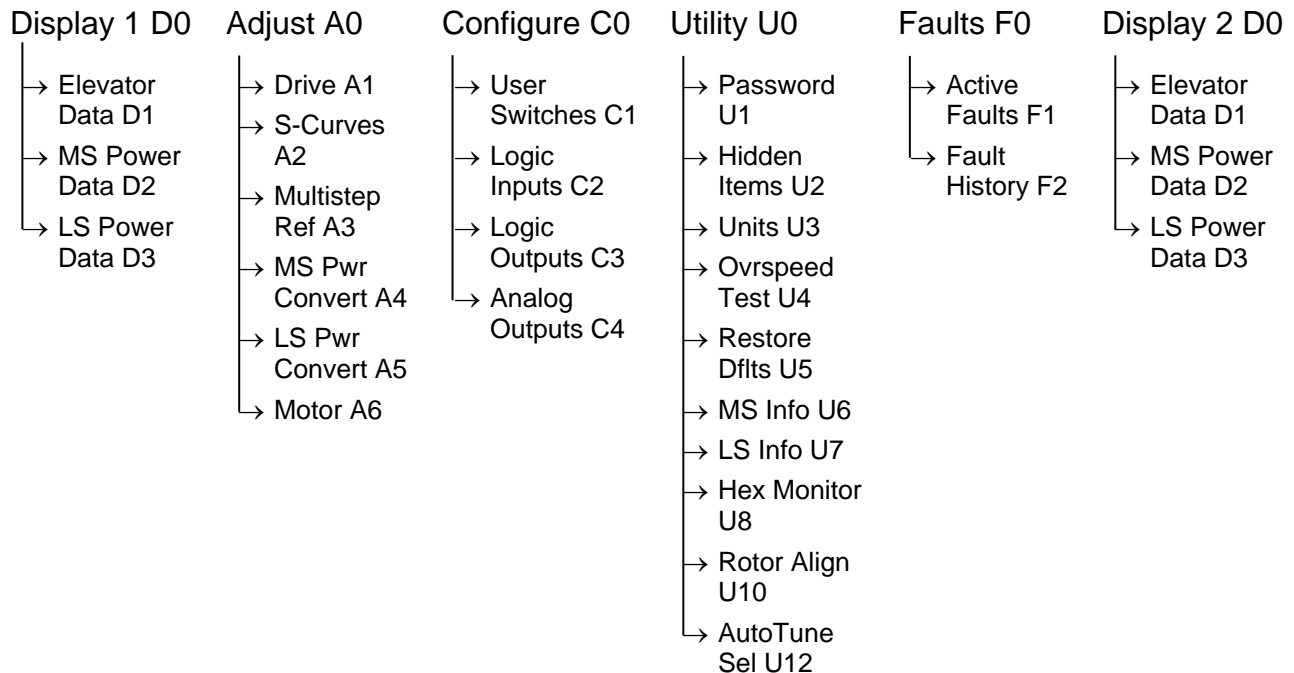 Display 1 D0
Elevator
Data D1
MS Power
Data D2
LS Power
Data D3
Adjust A0
Drive A1
S-Curves
A2
Multistep
Ref A3
MS Pwr
Convert A4
LS Pwr
Convert A5
Motor A6
Configure C0
User
Switches C1
Logic
Inputs C2
Logic
Outputs C3
Analog
Outputs C4
Utility U0
Password
U1
Hidden
Items U2
Units U3
Ovrspeed
Test U4
Restore
Dflts U5
MS Info U6
LS Info U7
Hex Monitor
U8
Rotor Align
U10
AutoTune
Sel U12
Faults F0
Active
Faults F1
Fault
History F2
Display 2 D0
Elevator
Data D1
MS Power
Data D2
LS Power
Data D3